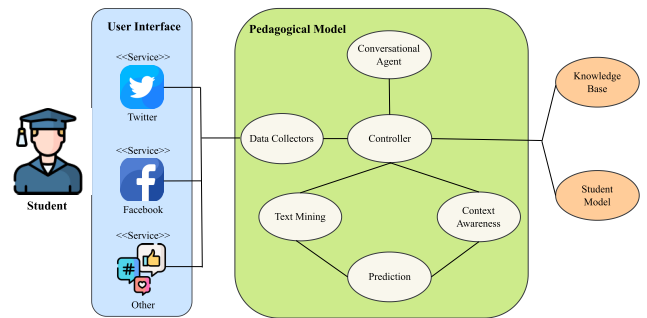 User Interface
<<Service>>
Twitter
<<Service>>
Facebook
<<Service>>
#
Other
Student
Pedagogical Model
Conversational
Agent
Data Collectors
Controller
Text Mining
Context
Awareness
Prediction
Knowledge
Base
Student
Model